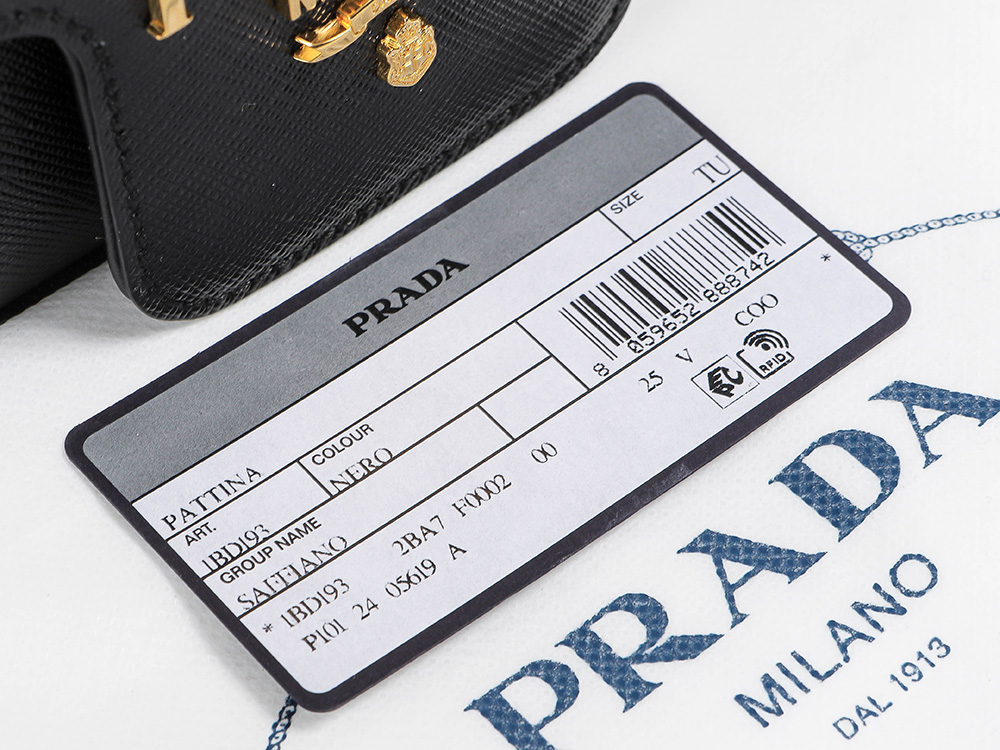 PRADA
SIZE
TU
PATTINA
ART.
1BD193
COLOUR
NERO
GROUP NAME
SAFFIANO
8 059652 888742
* 1BD193 2BA7 F0002 00 25 V COO *
P101 24 05619 A
RFID
PRADA
MILANO
DAL 1913